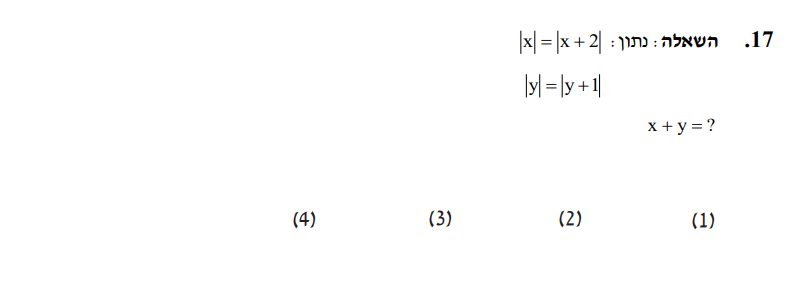 17. השאלה : נתון : |x| = |x + 2|
|y| = |y + 1|
x + y = ?
(1) (2) (3) (4)